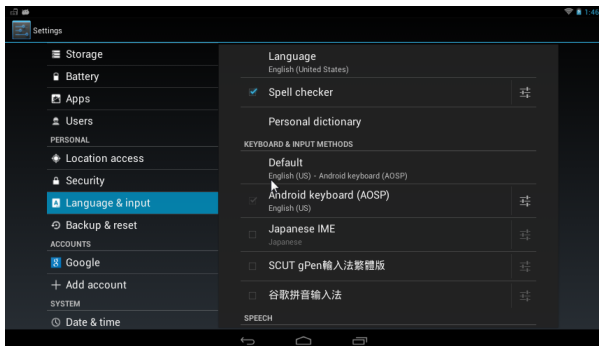 1:46
Settings
Storage
Battery
Apps
Users
PERSONAL
Location access
Security
Language & input
Backup & reset
ACCOUNTS
Google
Add account
SYSTEM
Date & time
Language
English (United States)
Spell checker
Personal dictionary
KEYBOARD & INPUT METHODS
Default
English (US) - Android keyboard (AOSP)
Android keyboard (AOSP)
English (US)
Japanese IME
Japanese
SCUT gPen輸入法繁體版
谷歌拼音输入法
SPEECH